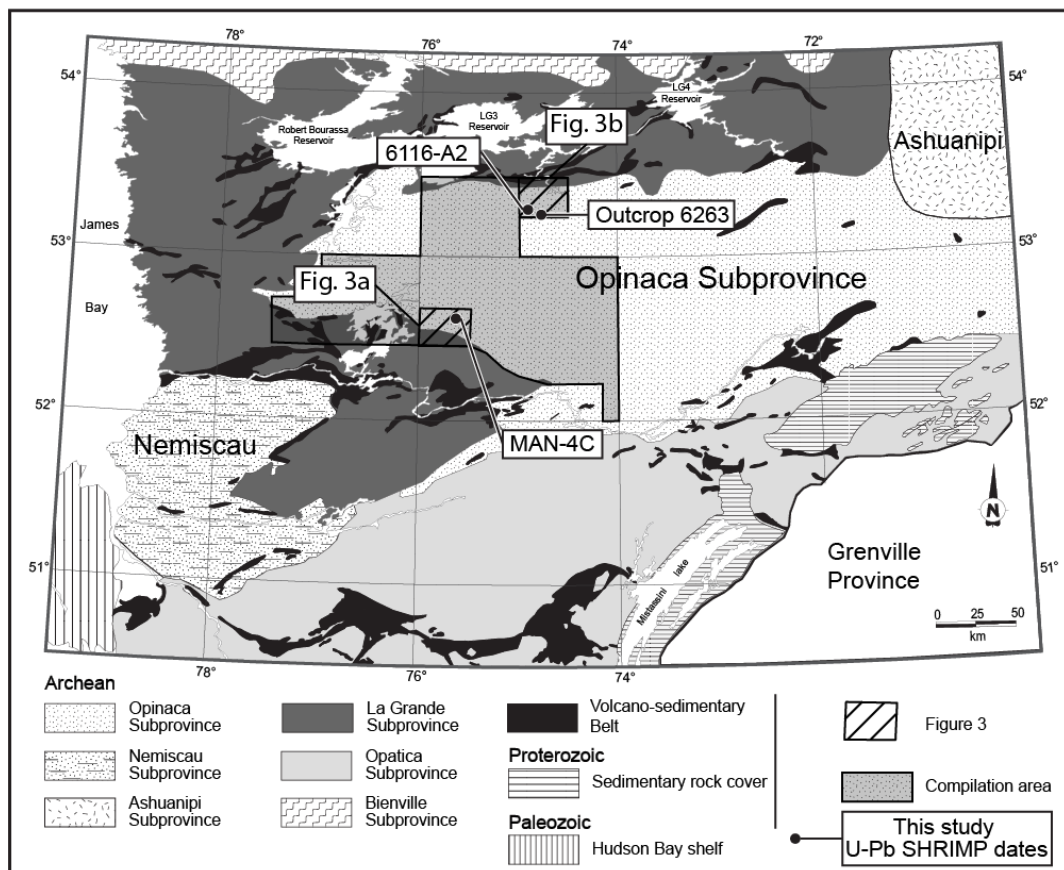 78°
76°
74°
72°
54°
54°
Robert Bourassa
Reservoir
LG3
Reservoir
LG4
Reservoir
Fig. 3b
6116-A2
Ashuanipi
Outcrop 6263
James
Bay
53°
53°
Fig. 3a
Opinaca Subprovince
52°
52°
Nemiscau
MAN-4C
N
51°
51°
Mistassini lake
Grenville
Province
0 25 50
km
78°
76°
74°
Archean
Opinaca
Subprovince
Nemiscau
Subprovince
Ashuanipi
Subprovince
La Grande
Subprovince
Opatica
Subprovince
Bienville
Subprovince
Volcano-sedimentary
Belt
Proterozoic
Sedimentary rock cover
Paleozoic
Hudson Bay shelf
Figure 3
Compilation area
This study
U-Pb SHRIMP dates